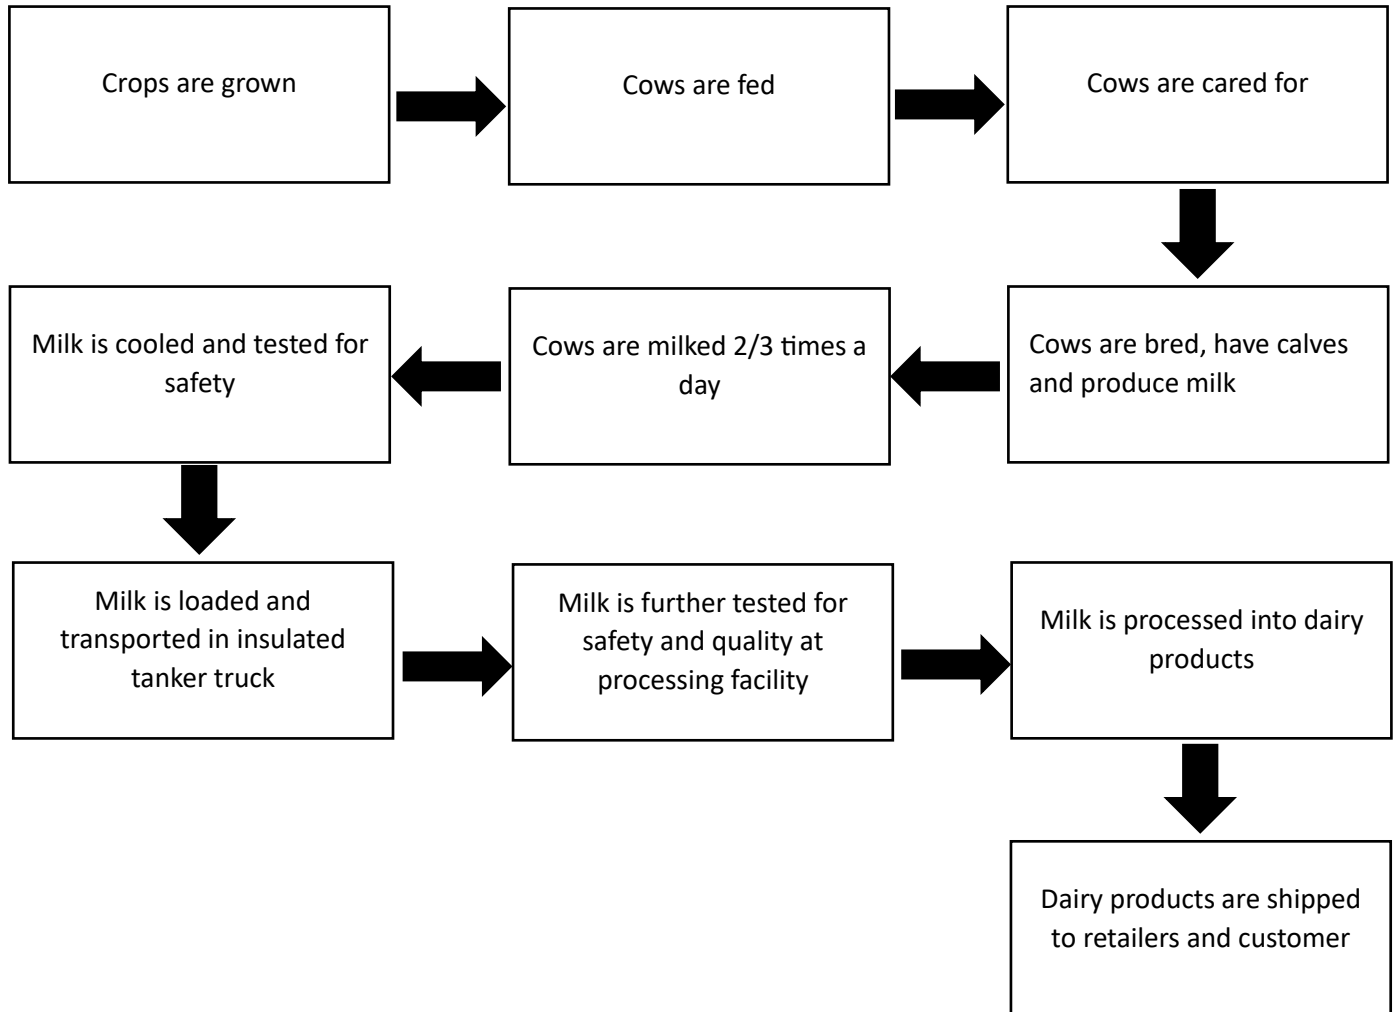 Crops are grown
Cows are fed
Cows are cared for
Cows are bred, have calves
and produce milk
Cows are milked 2/3 times a
day
Milk is cooled and tested for
safety
Milk is loaded and
transported in insulated
tanker truck
Milk is further tested for
safety and quality at
processing facility
Milk is processed into dairy
products
Dairy products are shipped
to retailers and customer